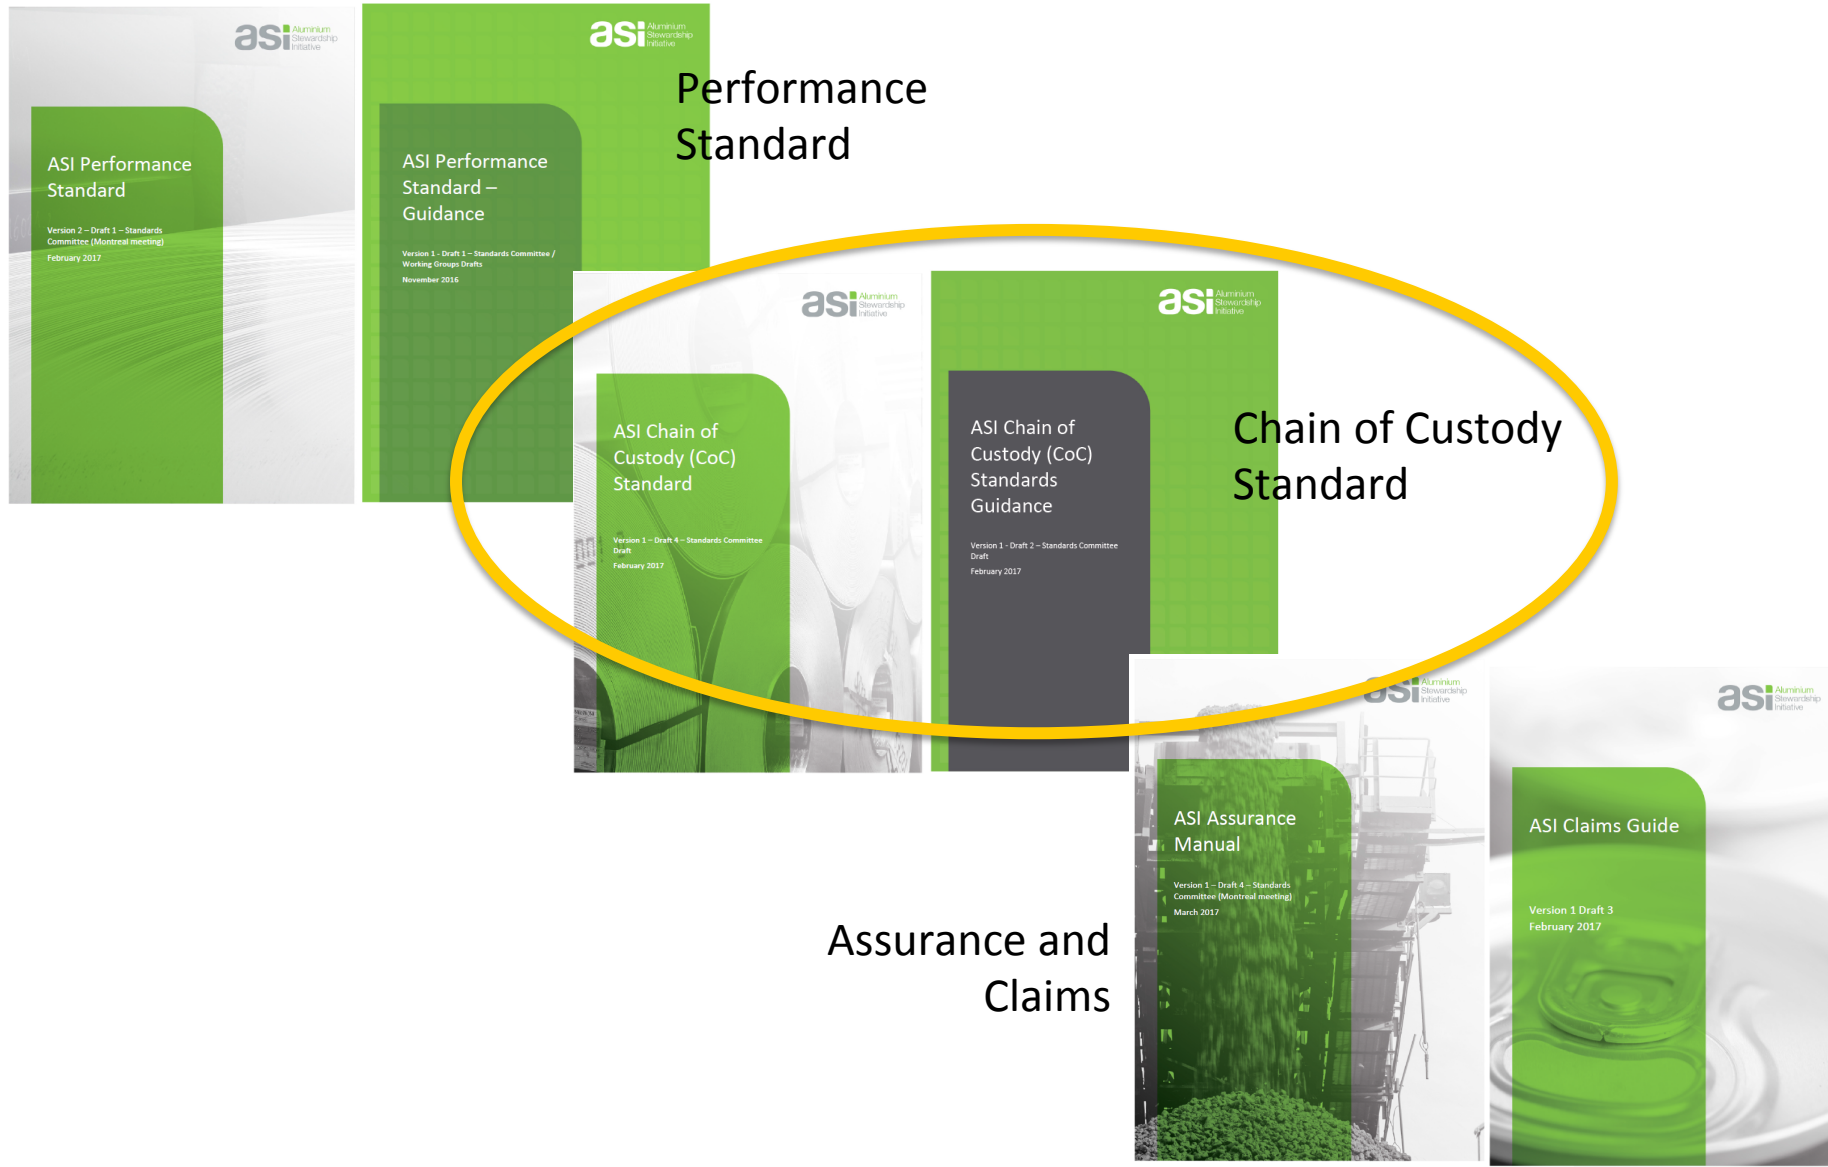 asi Aluminium
Stewardship
Initiative
ASI Performance
Standard
Version 2 – Draft 1 – Standards
Committee (Montreal meeting)
February 2017
asi Aluminium
Stewardship
Initiative
ASI Performance
Standard –
Guidance
Version 1 - Draft 1 – Standards Committee /
Working Groups Drafts
November 2016
Performance
Standard
asi Aluminium
Stewardship
Initiative
ASI Chain of
Custody (CoC)
Standard
Version 1 – Draft 4 – Standards Committee
Draft
February 2017
asi Aluminium
Stewardship
Initiative
ASI Chain of
Custody (CoC)
Standards
Guidance
Version 1 - Draft 2 – Standards Committee
Draft
February 2017
Chain of Custody
Standard
Assurance and
Claims
asi Aluminium
Stewardship
Initiative
ASI Assurance
Manual
Version 1 – Draft 4 – Standards
Committee (Montreal meeting)
March 2017
asi Aluminium
Stewardship
Initiative
ASI Claims Guide
Version 1 Draft 3
February 2017